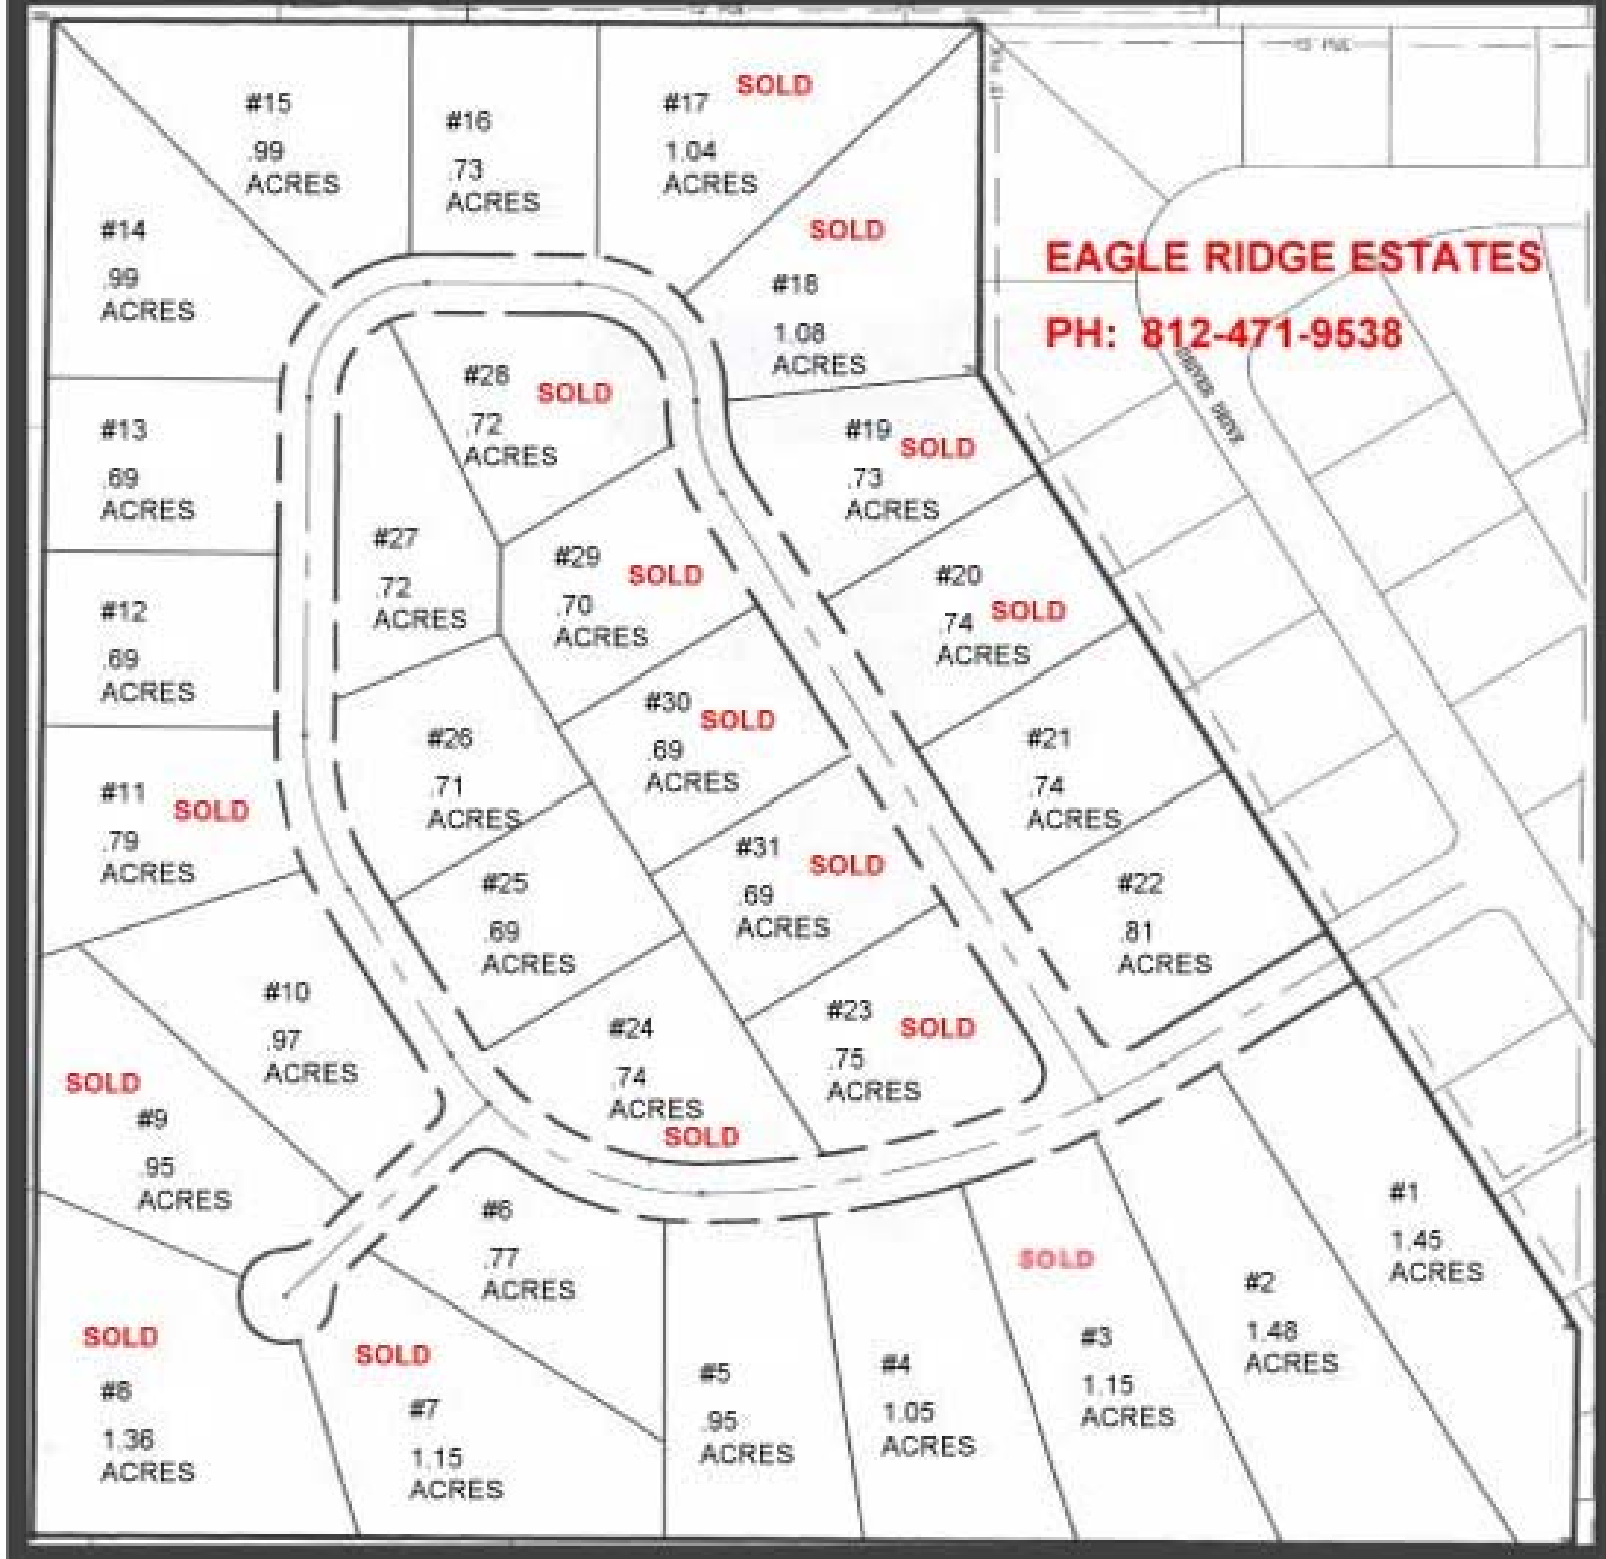 15' PUE
15' PUE
15' PUE
#15
.99
ACRES
#16
.73
ACRES
#17
SOLD
1.04
ACRES
#14
.99
ACRES
SOLD
#18
1.08
ACRES
EAGLE RIDGE ESTATES
PH: 812-471-9538
#13
.69
ACRES
#28
SOLD
.72
ACRES
#19
SOLD
.73
ACRES
#27
.72
ACRES
#29
SOLD
.70
ACRES
#20
SOLD
.74
ACRES
#12
.69
ACRES
#26
.71
ACRES
#30
SOLD
.69
ACRES
#21
.74
ACRES
#11
SOLD
.79
ACRES
#25
.69
ACRES
#31
SOLD
.69
ACRES
#22
.81
ACRES
#10
.97
ACRES
#24
.74
ACRES
SOLD
#23
SOLD
.75
ACRES
SOLD
#9
.95
ACRES
#6
.77
ACRES
#1
1.45
ACRES
SOLD
#8
1.36
ACRES
SOLD
#7
1.15
ACRES
#5
.95
ACRES
#4
1.05
ACRES
SOLD
#3
1.15
ACRES
#2
1.48
ACRES